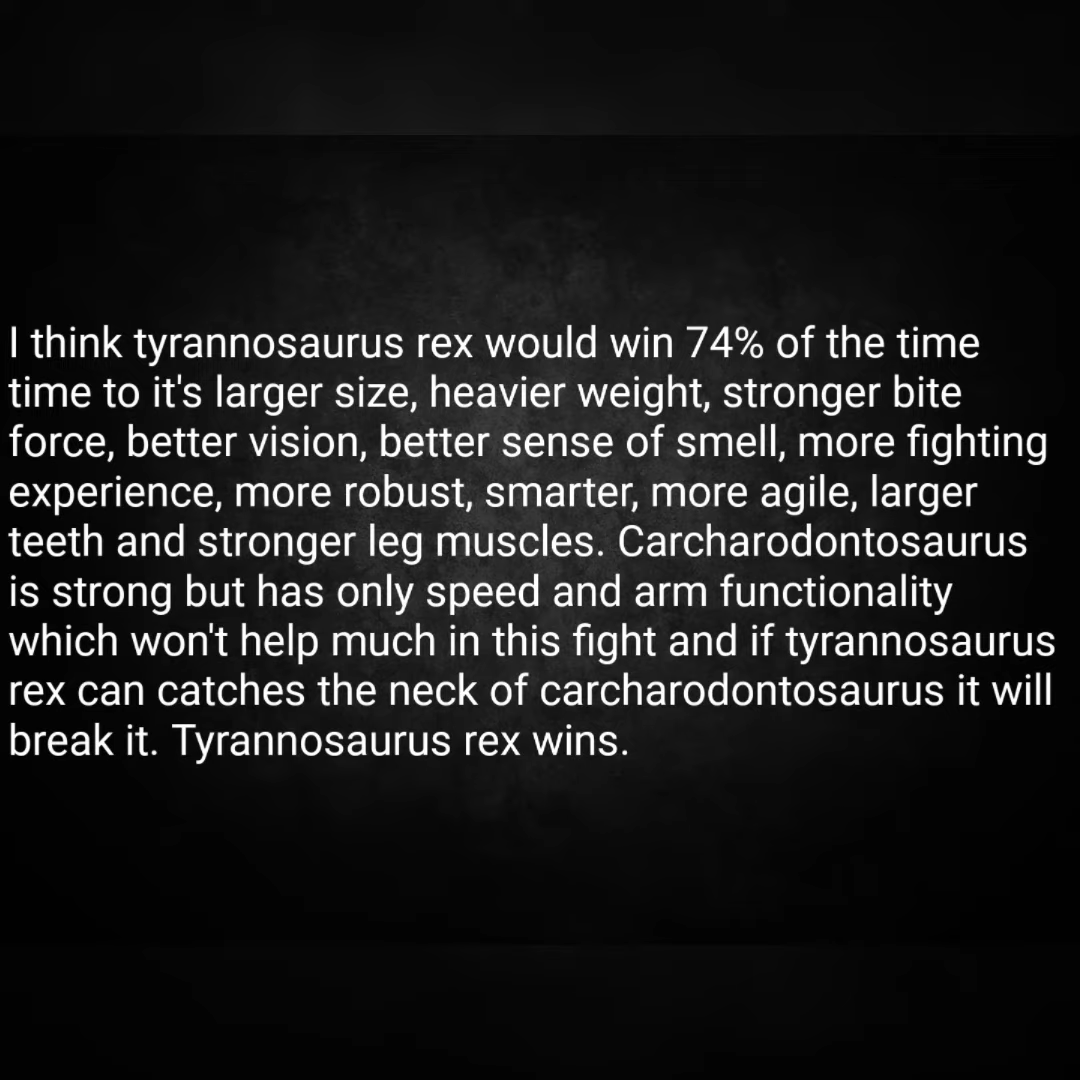 I think tyrannosaurus rex would win 74% of the time
time to it's larger size, heavier weight, stronger bite
force, better vision, better sense of smell, more fighting
experience, more robust, smarter, more agile, larger
teeth and stronger leg muscles. Carcharodontosaurus
is strong but has only speed and arm functionality
which won't help much in this fight and if tyrannosaurus
rex can catches the neck of carcharodontosaurus it will
break it. Tyrannosaurus rex wins.